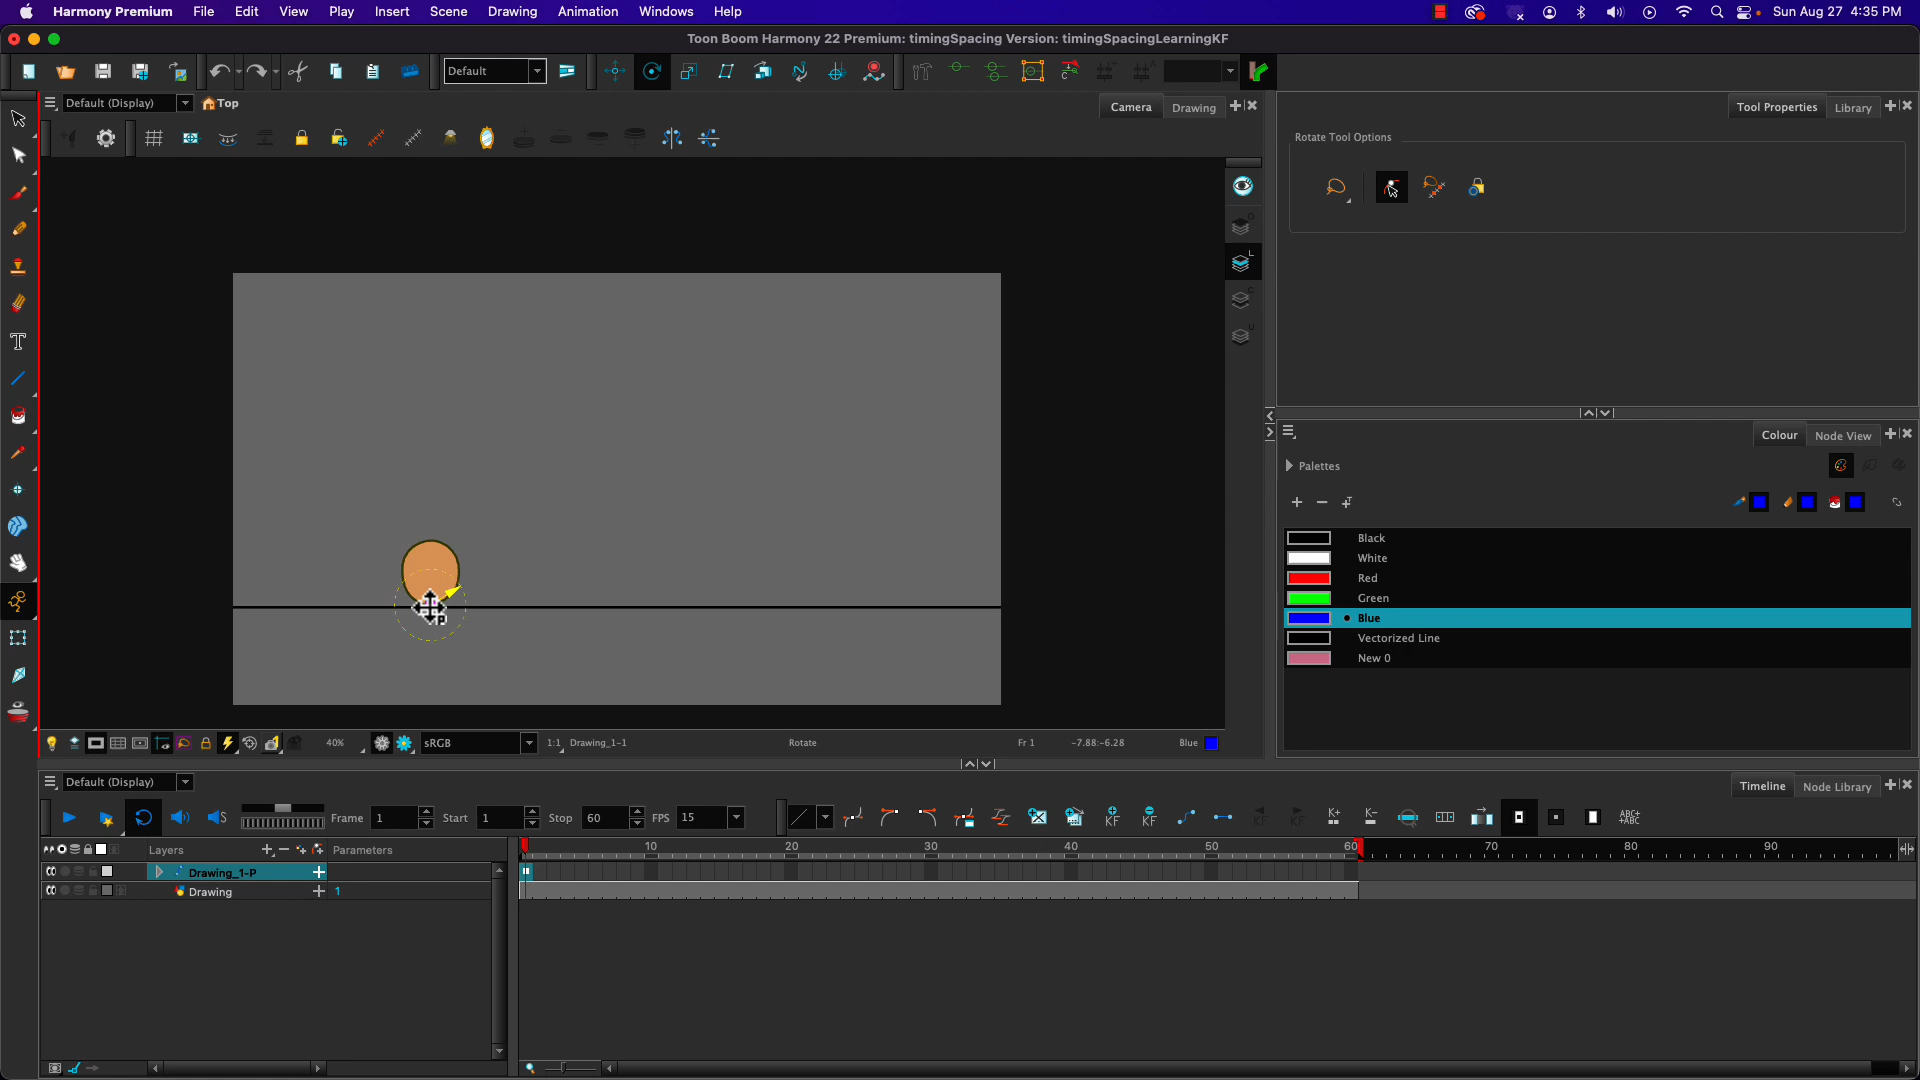 Harmony Premium File Edit View Play Insert Scene Drawing Animation Windows Help Sun Aug 27 4:35 PM
Toon Boom Harmony 22 Premium: timingSpacing Version: timingSpacingLearningKF
Default
Default (Display) Top Camera Drawing Tool Properties Library
Rotate Tool Options
O
L
C
U
T
Colour Node View
Palettes
Black
White
Red
Green
Blue
Vectorized Line
New 0
40% sRGB 1:1 Drawing_1-1 Rotate Fr 1 -7.88:-6.28 Blue
Default (Display) Timeline Node Library
Frame 1 Start 1 Stop 60 FPS 15 KF KF KF KF K+ K- ABC+ +ABC
Layers Parameters 10 20 30 40 50 60 70 80 90
Drawing_1-P
Drawing 1